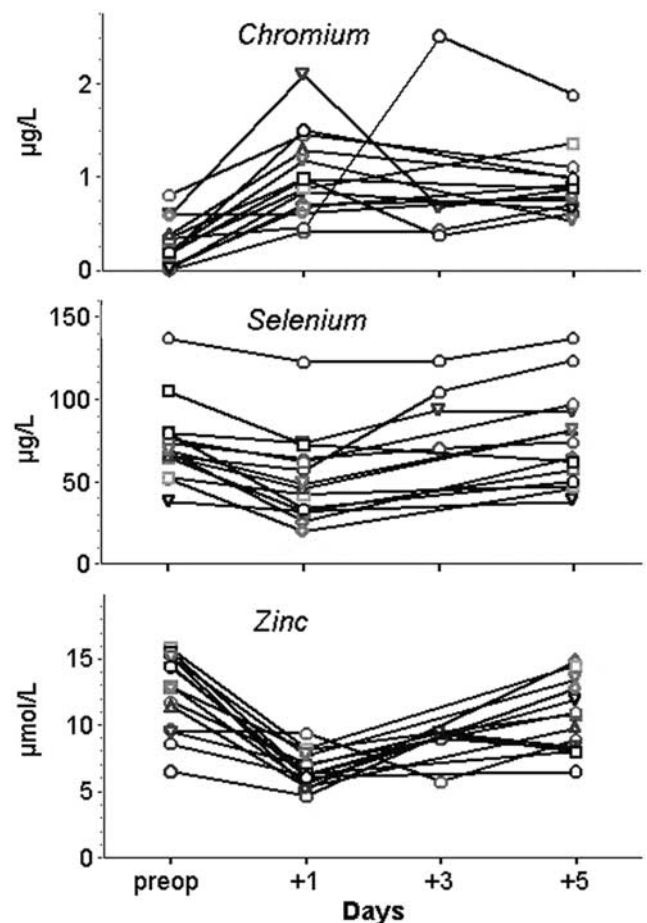 Chromium
2
1
0
µg/L
Selenium
150
100
50
0
µg/L
Zinc
15
10
5
0
µmol/L
preop +1 +3 +5
Days